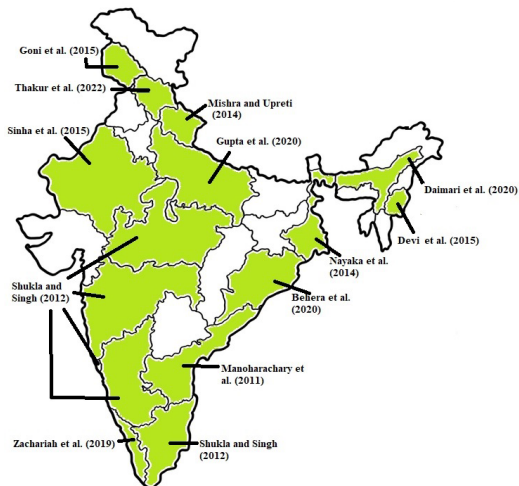 Goni et al. (2015)
Thakur et al. (2022)
Mishra and Upreti
(2014)
Sinha et al. (2015)
Gupta et al. (2020)
Daimari et al. (2020)
Devi et al. (2015)
Nayaka et al.
(2014)
Shukla and
Singh (2012)
Behera et al.
(2020)
Manoharachary et
al. (2011)
Zachariah et al. (2019)
Shukla and Singh
(2012)